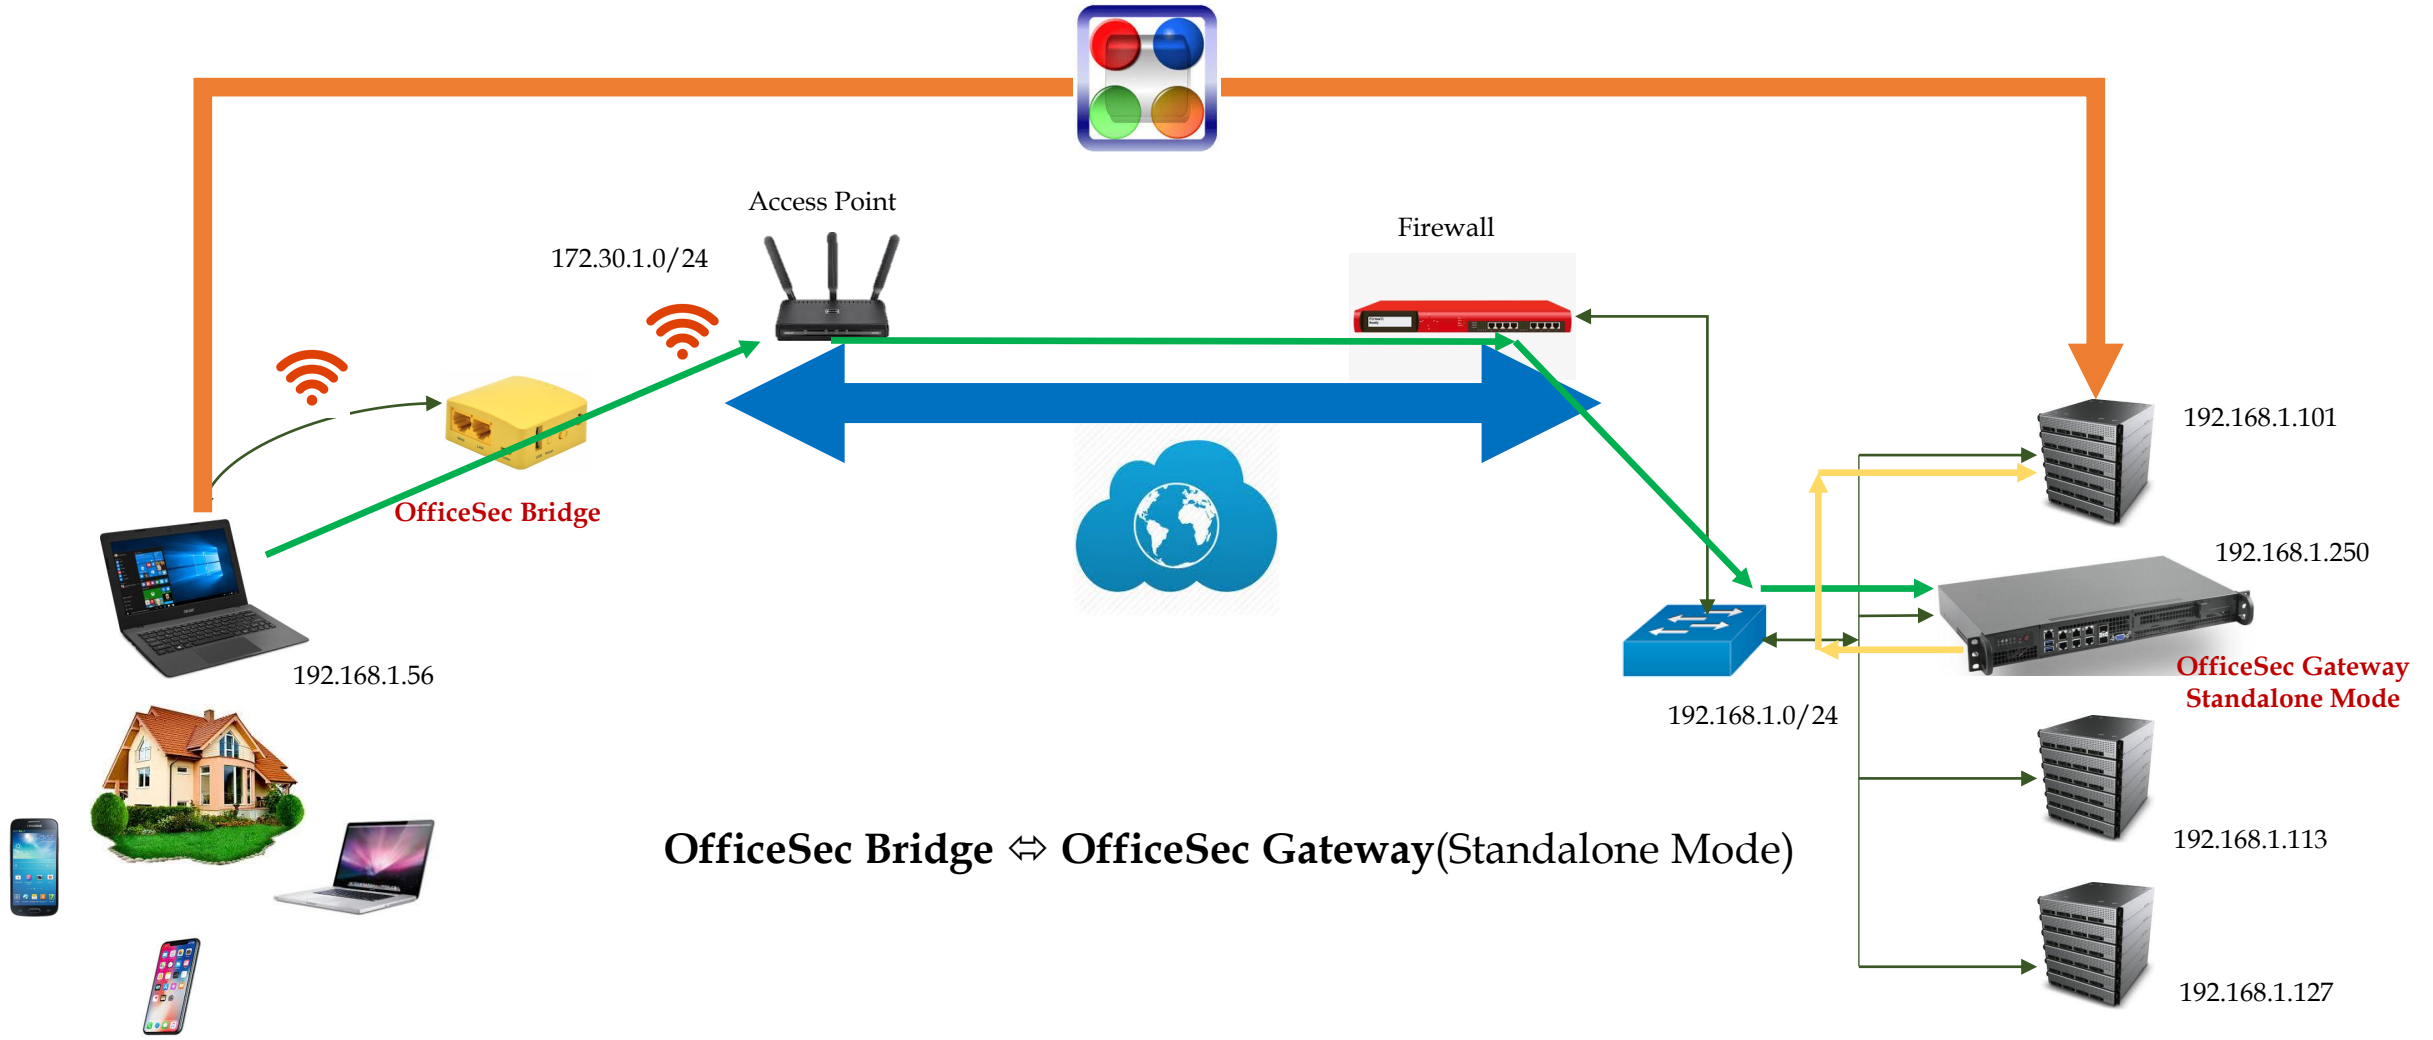 Access Point
172.30.1.0/24
Firewall
192.168.1.101
OfficeSec Bridge
192.168.1.250
192.168.1.56
OfficeSec Gateway
Standalone Mode
192.168.1.0/24
192.168.1.113
OfficeSec Bridge ⬄ OfficeSec Gateway(Standalone Mode)
192.168.1.127